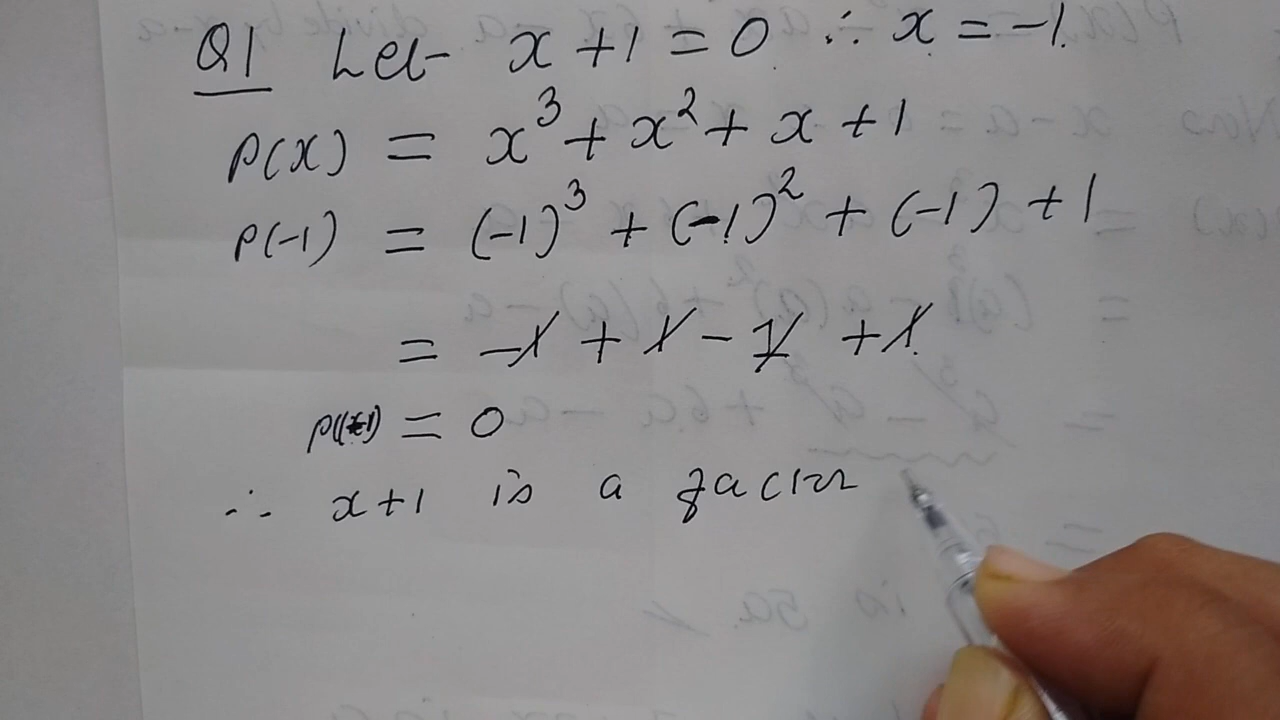 Q1 Let x + 1 = 0 ∴ x = -1
P(x) = x³ + x² + x + 1
P(-1) = (-1)³ + (-1)² + (-1) + 1
= -1 + 1 - 1 + 1
P(-1) = 0
∴ x+1 is a factor